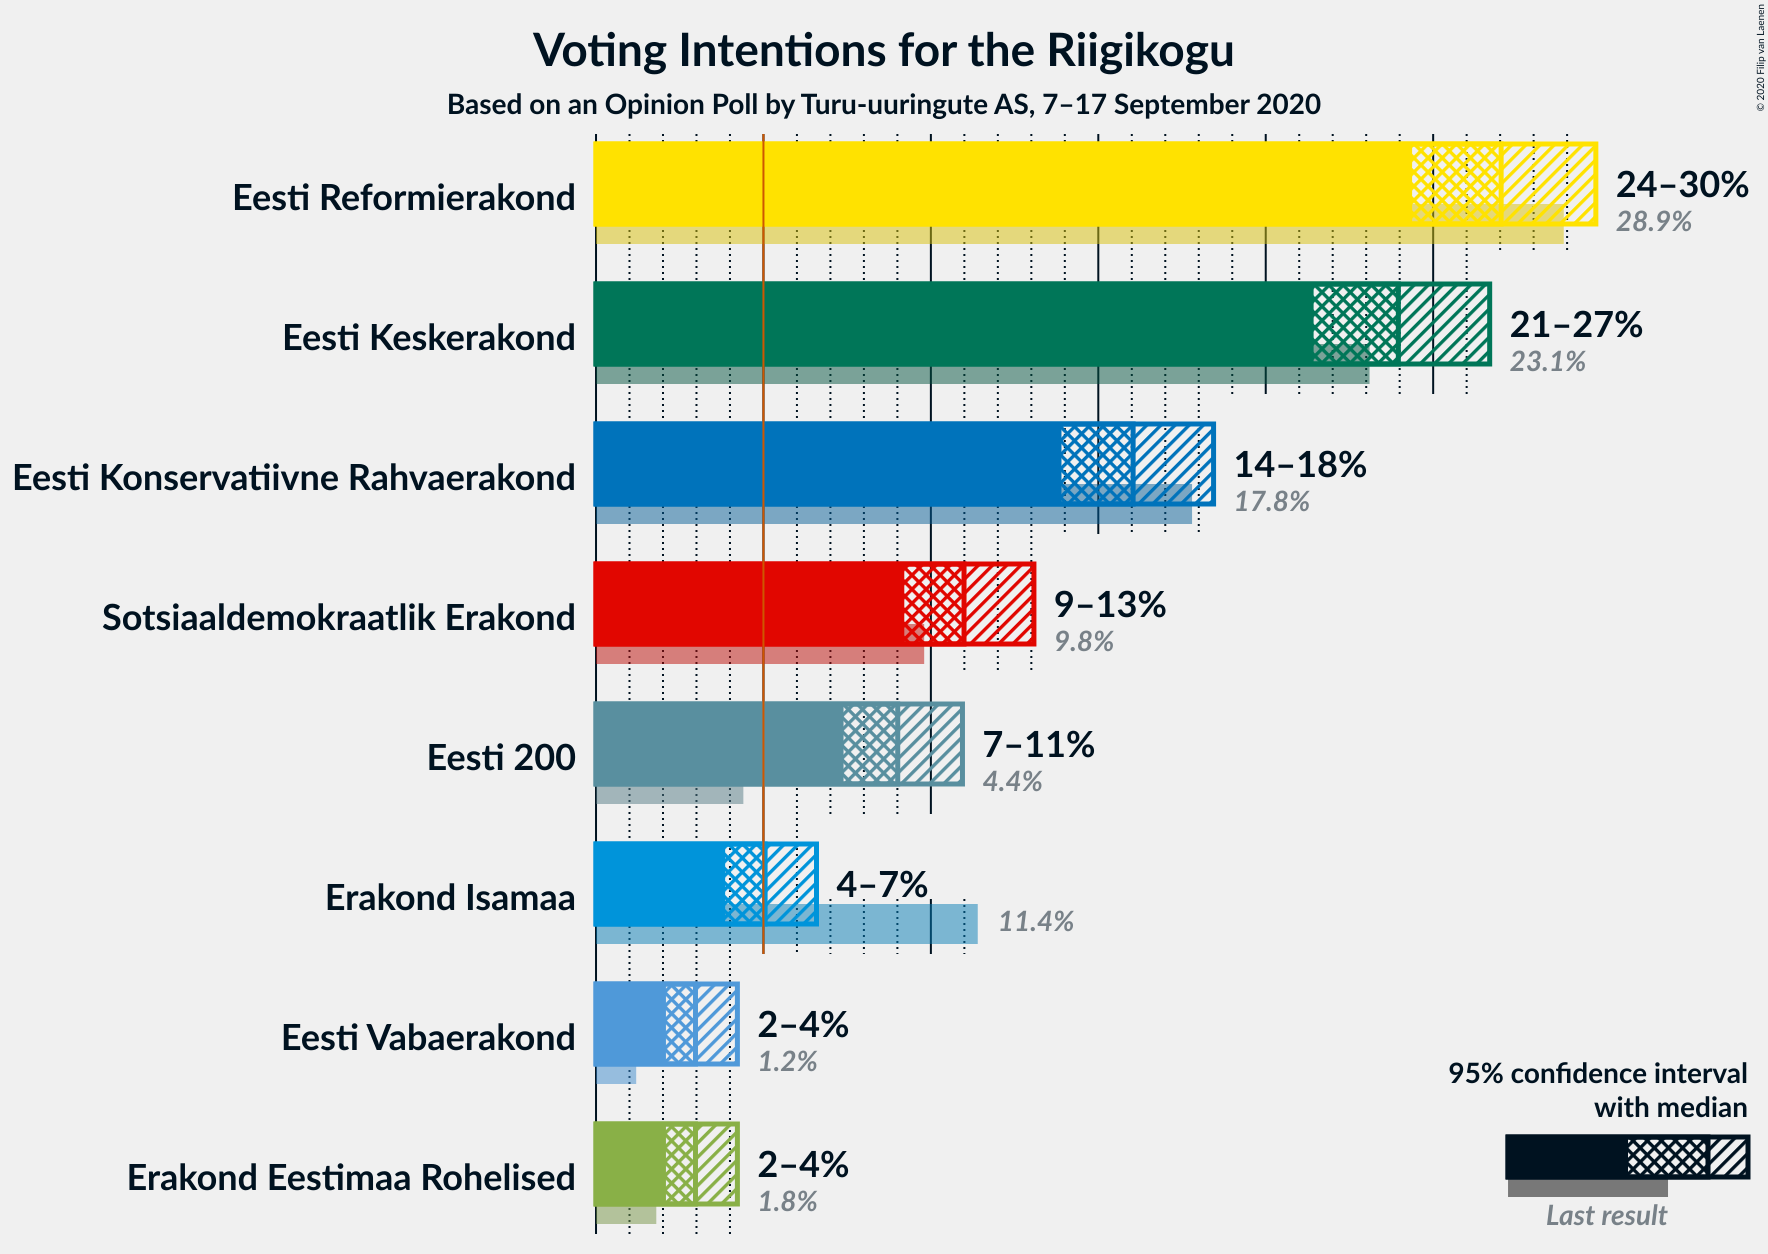 Voting Intentions for the Riigikogu
Based on an Opinion Poll by Turu-uuringute AS, 7–17 September 2020
© 2020 Filip van Laenen
Eesti Reformierakond
24–30%
28.9%
Eesti Keskerakond
21–27%
23.1%
Eesti Konservatiivne Rahvaerakond
14–18%
17.8%
Sotsiaaldemokraatlik Erakond
9–13%
9.8%
Eesti 200
7–11%
4.4%
Erakond Isamaa
4–7%
11.4%
Eesti Vabaerakond
2–4%
1.2%
Erakond Eestimaa Rohelised
2–4%
1.8%
95% confidence interval
with median
Last result